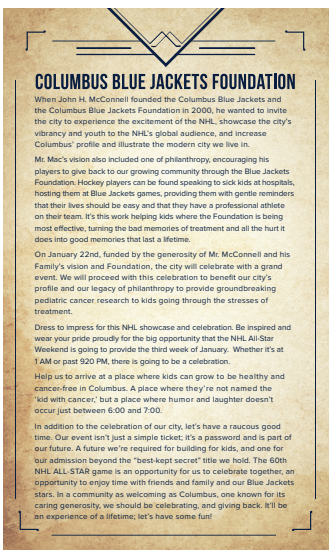 COLUMBUS BLUE JACKETS FOUNDATION
When John H. McConnell founded the Columbus Blue Jackets and
the Columbus Blue Jackets Foundation in 2000, he wanted to invite
the city to experience the excitement of the NHL, showcase the city's
vibrancy and youth to the NHL's global audience, and increase
Columbus' profile and illustrate the modern city we live in.
Mr. Mac's vision also included one of philanthropy, encouraging his
players to give back to our growing community through the Blue Jackets
Foundation. Hockey players can be found speaking to sick kids at hospitals,
hosting them at Blue Jackets games, providing them with gentle reminders
that their lives should be easy and that they have a professional athlete
on their team. It's this work helping kids where the Foundation is being
most effective, turning the bad memories of treatment and all the hurt it
does into good memories that last a lifetime.
On January 22nd, funded by the generosity of Mr. McConnell and his
Family's vision and Foundation, the city will celebrate with a grand
event. We will proceed with this celebration to benefit our city's
profile and our legacy of philanthropy to provide groundbreaking
pediatric cancer research to kids going through the stresses of
treatment.
Dress to impress for this NHL showcase and celebration. Be inspired and
wear your pride proudly for the big opportunity that the NHL All-Star
Weekend is going to provide the third week of January. Whether it's at
1 AM or past 920 PM, there is going to be a celebration.
Help us to arrive at a place where kids can grow to be healthy and
cancer-free in Columbus. A place where they're not named the
'kid with cancer,' but a place where humor and laughter doesn't
occur just between 6:00 and 7:00.
In addition to the celebration of our city, let's have a raucous good
time. Our event isn't just a simple ticket; it's a password and is part of
our future. A future we're required for building for kids, and one for
our admission beyond the "best-kept secret" title we hold. The 60th
NHL ALL-STAR game is an opportunity for us to celebrate together, an
opportunity to enjoy time with friends and family and our Blue Jackets
stars. In a community as welcoming as Columbus, one known for its
caring generosity, we should be celebrating, and giving back. It'll be
an experience of a lifetime; let's have some fun!